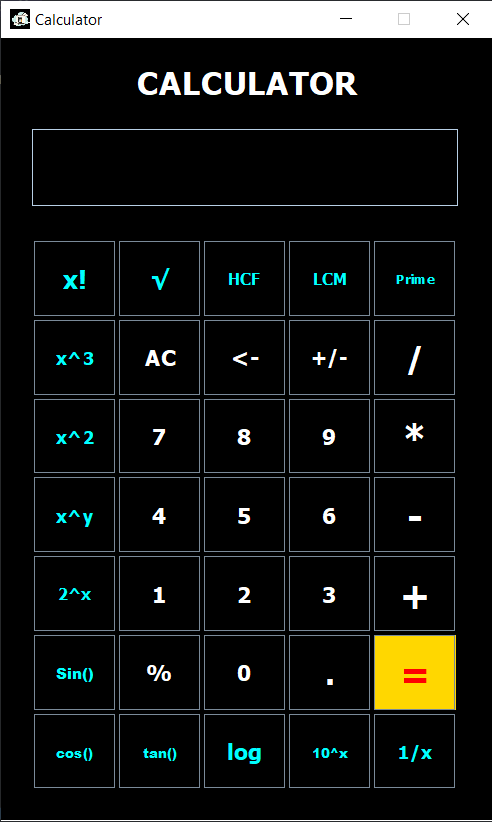 Calculator
CALCULATOR
x! √ HCF LCM Prime
x^3 AC <- +/- /
x^2 7 8 9 *
x^y 4 5 6 -
2^x 1 2 3 +
Sin() % 0 . =
cos() tan() log 10^x 1/x